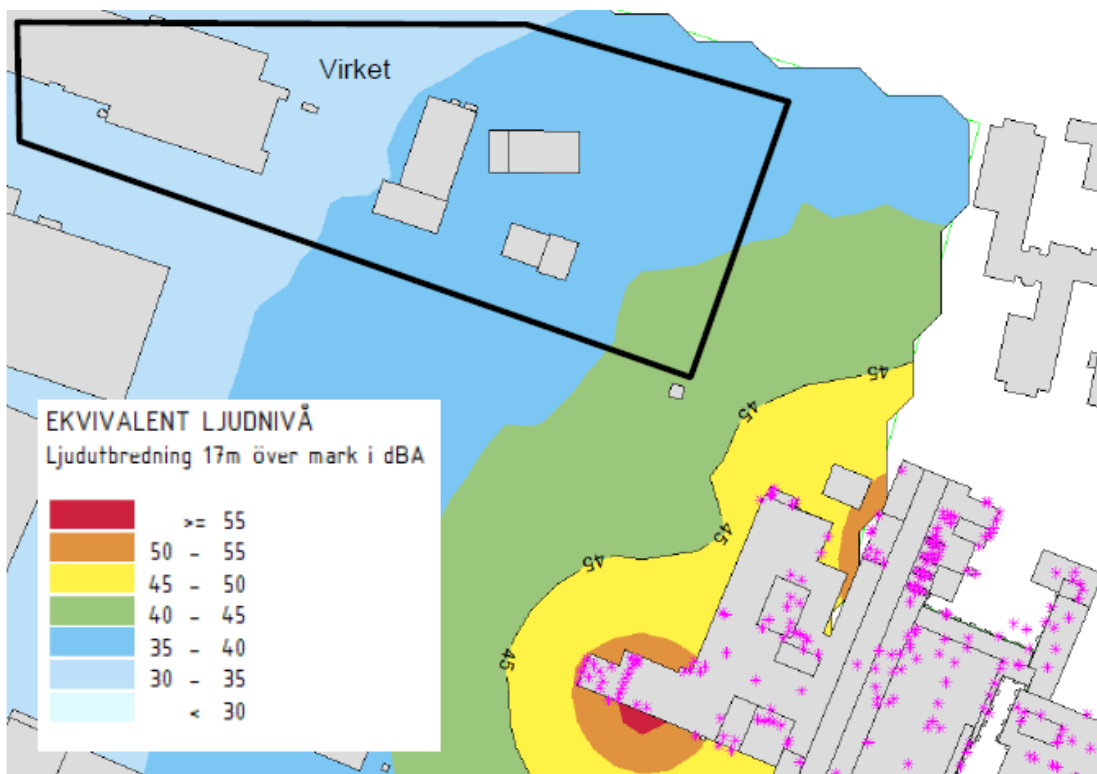 Virket
45
45
45
45
45
EKVIVALENT LJUDNIVÅ
Ljudutbredning 17m över mark i dBA
>= 55
50 - 55
45 - 50
40 - 45
35 - 40
30 - 35
< 30